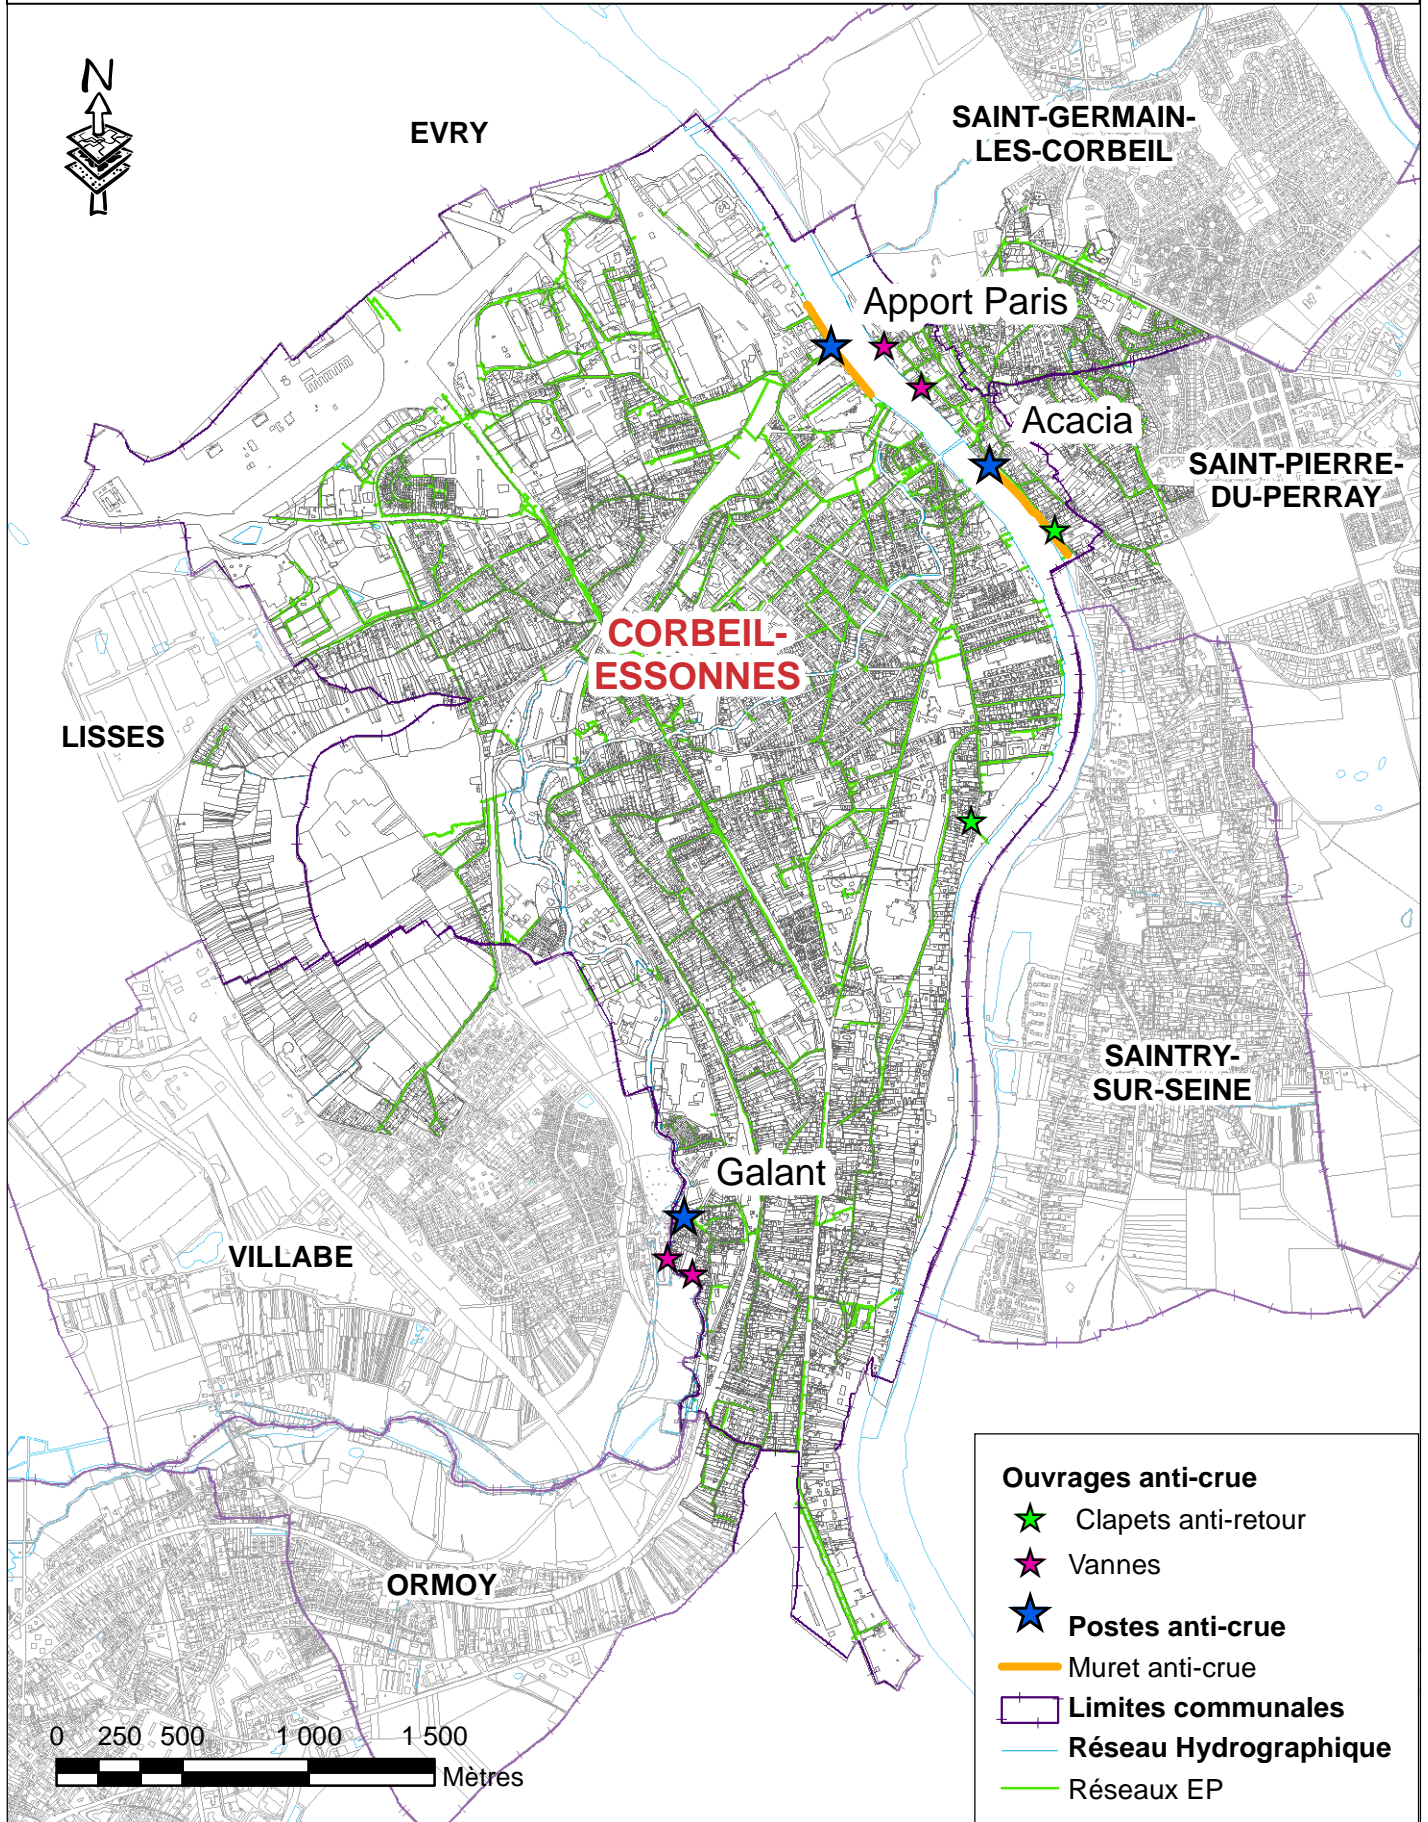 N
EVRY
SAINT-GERMAIN-
LES-CORBEIL
Apport Paris
Acacia
SAINT-PIERRE-
DU-PERRAY
CORBEIL-
ESSONNES
LISSES
SAINTRY-
SUR-SEINE
Galant
VILLABE
ORMOY
Ouvrages anti-crue
Clapets anti-retour
Vannes
Postes anti-crue
Muret anti-crue
Limites communales
Réseau Hydrographique
Réseaux EP
0 250 500 1 000 1 500
Mètres